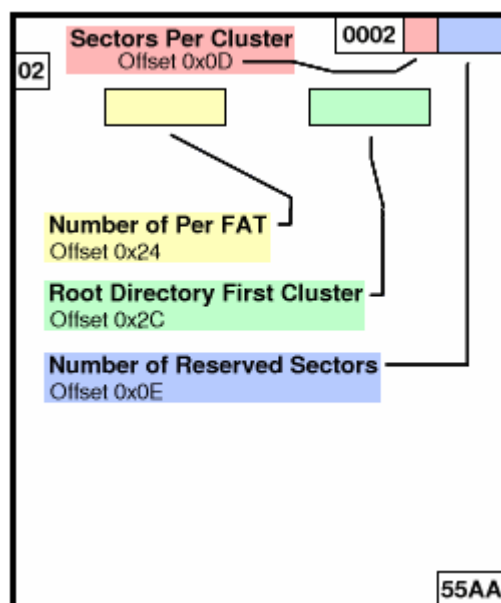 Sectors Per Cluster
Offset 0x0D
0002
02
Number of Per FAT
Offset 0x24
Root Directory First Cluster
Offset 0x2C
Number of Reserved Sectors
Offset 0x0E
55AA